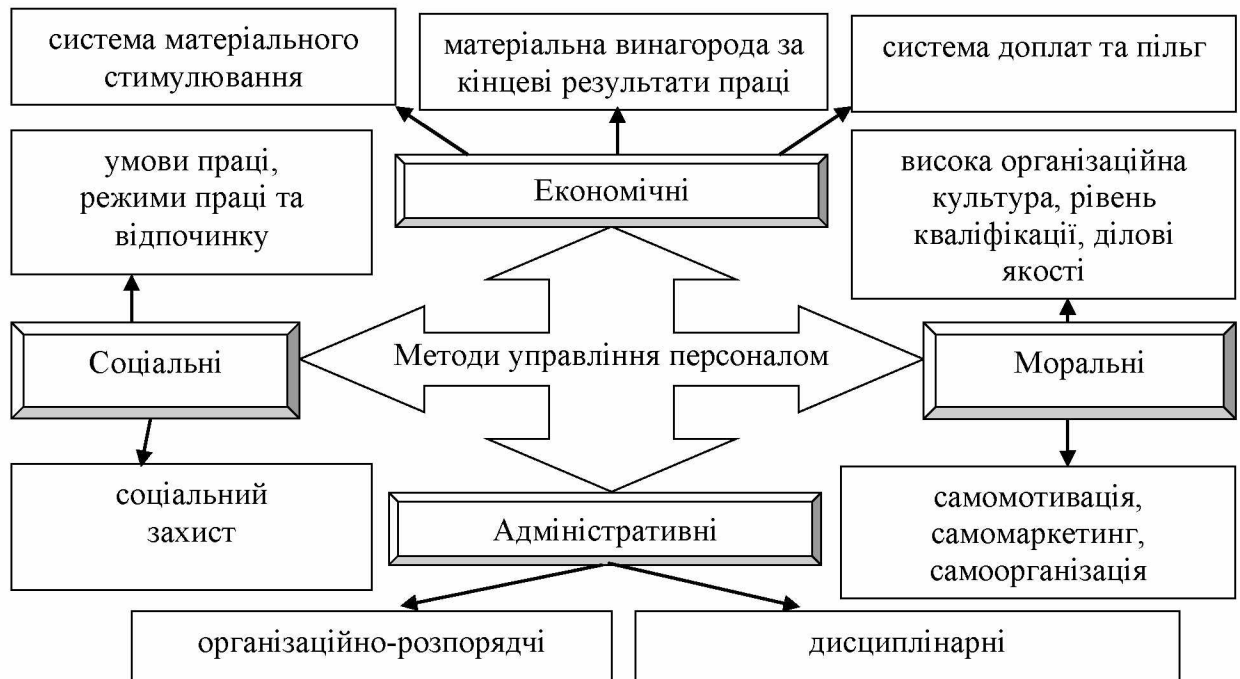 система матеріального
стимулювання
матеріальна винагорода за
кінцеві результати праці
система доплат та пільг
умови праці,
режими праці та
відпочинку
Економічні
висока організаційна
культура, рівень
кваліфікації, ділові
якості
Соціальні
Методи управління персоналом
Моральні
соціальний
захист
Адміністративні
самомотивація,
самомаркетинг,
самоорганізація
організаційно-розпорядчі
дисциплінарні